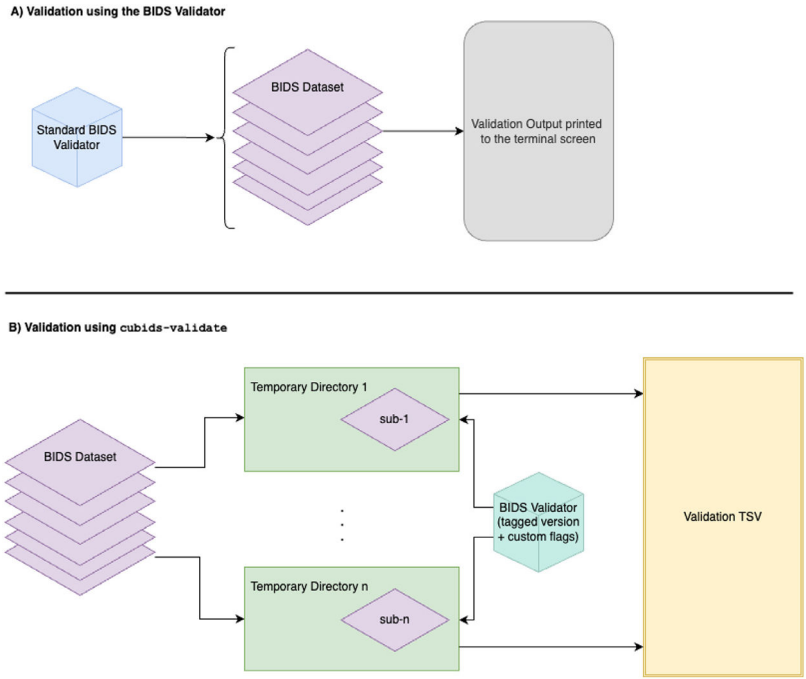 A) Validation using the BIDS Validator
Standard BIDS
Validator
BIDS Dataset
Validation Output printed
to the terminal screen
B) Validation using cubids-validate
BIDS Dataset
Temporary Directory 1
sub-1
.
.
.
BIDS Validator
(tagged version
+ custom flags)
Temporary Directory n
sub-n
Validation TSV